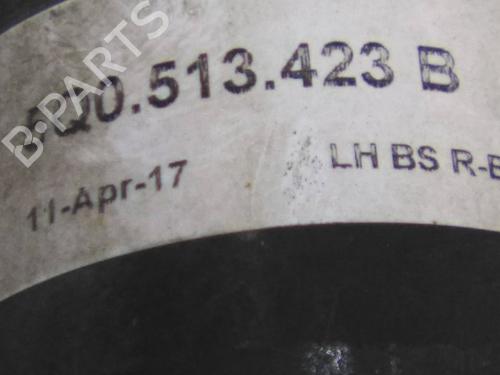 B-PARTS
5Q0.513.423 B
11-Apr-17
LH BS R-B